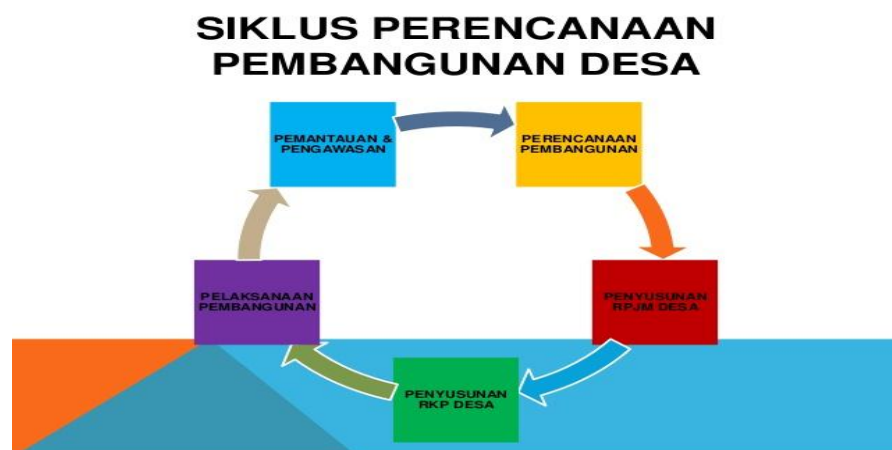 SIKLUS PERENCANAAN
PEMBANGUNAN DESA
PEMANTAUAN &
PENGAWASAN
PERENCANAAN
PEMBANGUNAN
PENYUSUNAN
RPJM DESA
PENYUSUNAN
RKP DESA
PELAKSANAAN
PEMBANGUNAN